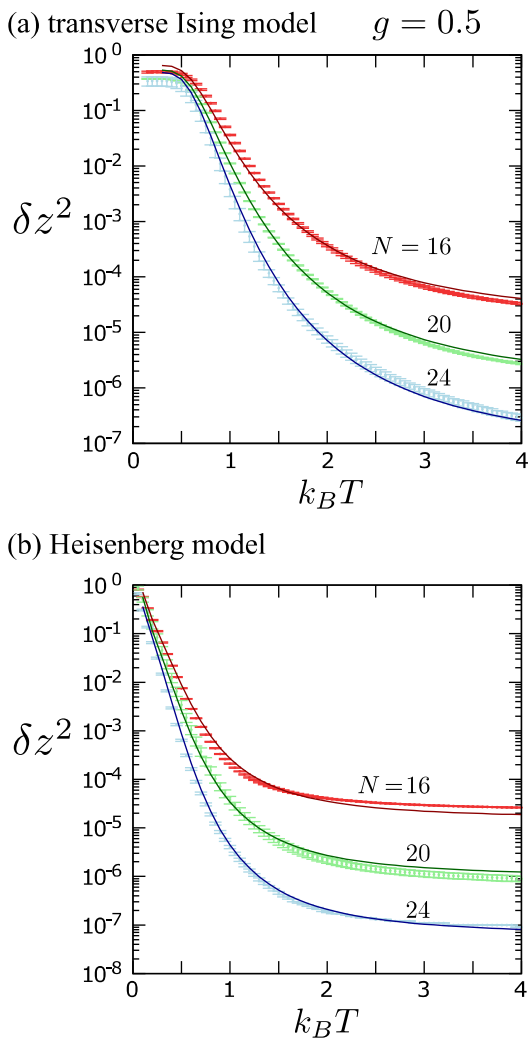 (a) transverse Ising model g = 0.5
10^0
10^-1
10^-2
10^-3
10^-4
10^-5
10^-6
10^-7
δz^2
N = 16
20
24
0 1 2 3 4
k_B T
(b) Heisenberg model
10^0
10^-1
10^-2
10^-3
10^-4
10^-5
10^-6
10^-7
10^-8
δz^2
N = 16
20
24
0 1 2 3 4
k_B T